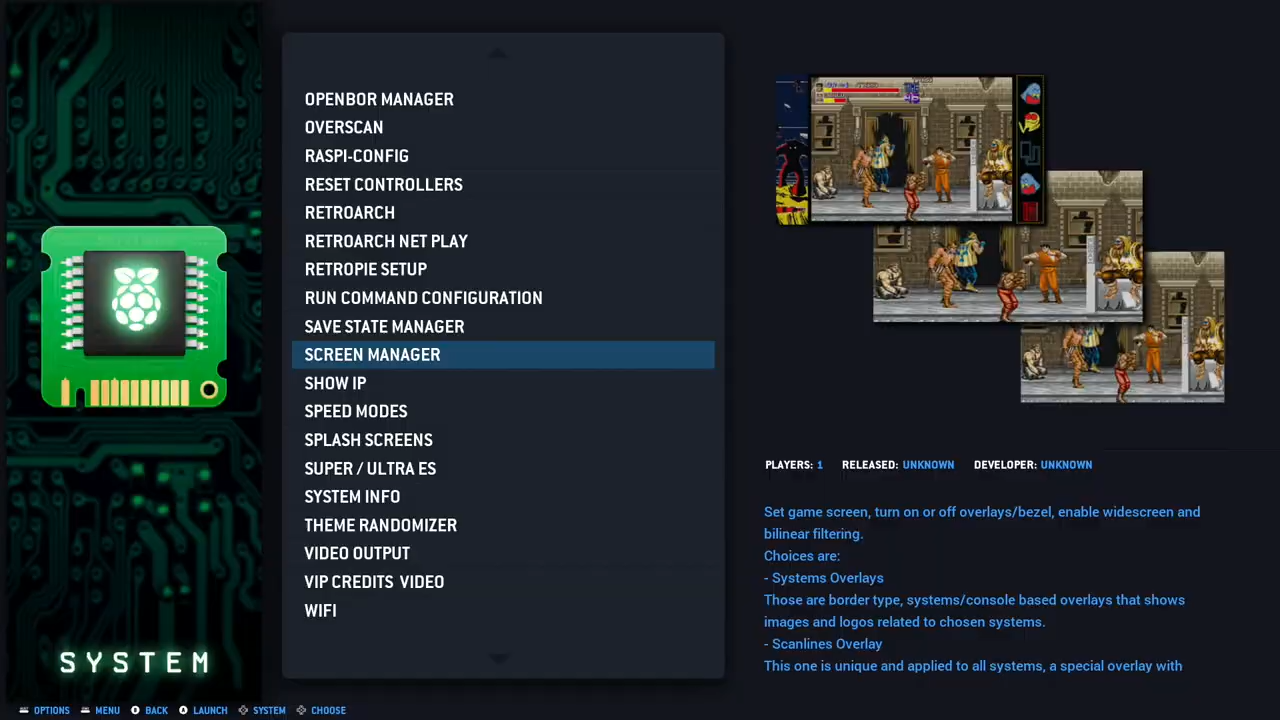 OPENBOR MANAGER
OVERSCAN
RASPI-CONFIG
RESET CONTROLLERS
RETROARCH
RETROARCH NET PLAY
RETROPIE SETUP
RUN COMMAND CONFIGURATION
SAVE STATE MANAGER
SCREEN MANAGER
SHOW IP
SPEED MODES
SPLASH SCREENS
SUPER / ULTRA ES
SYSTEM INFO
THEME RANDOMIZER
VIDEO OUTPUT
VIP CREDITS VIDEO
WIFI
SYSTEM
PLAYERS: 1 RELEASED: UNKNOWN DEVELOPER: UNKNOWN
Set game screen, turn on or off overlays/bezel, enable widescreen and
bilinear filtering.
Choices are:
- Systems Overlays
Those are border type, systems/console based overlays that shows
images and logos related to chosen systems.
- Scanlines Overlay
This one is unique and applied to all systems, a special overlay with
OPTIONS MENU BACK LAUNCH SYSTEM CHOOSE